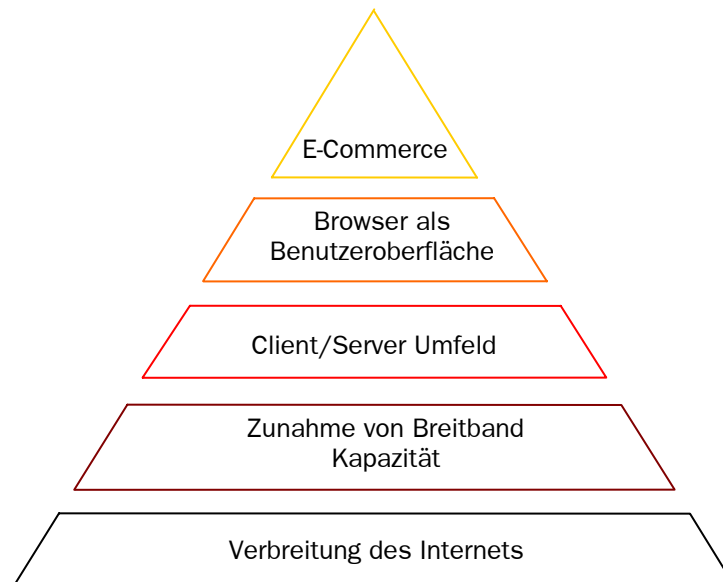 E-Commerce
Browser als
Benutzeroberfläche
Client/Server Umfeld
Zunahme von Breitband
Kapazität
Verbreitung des Internets